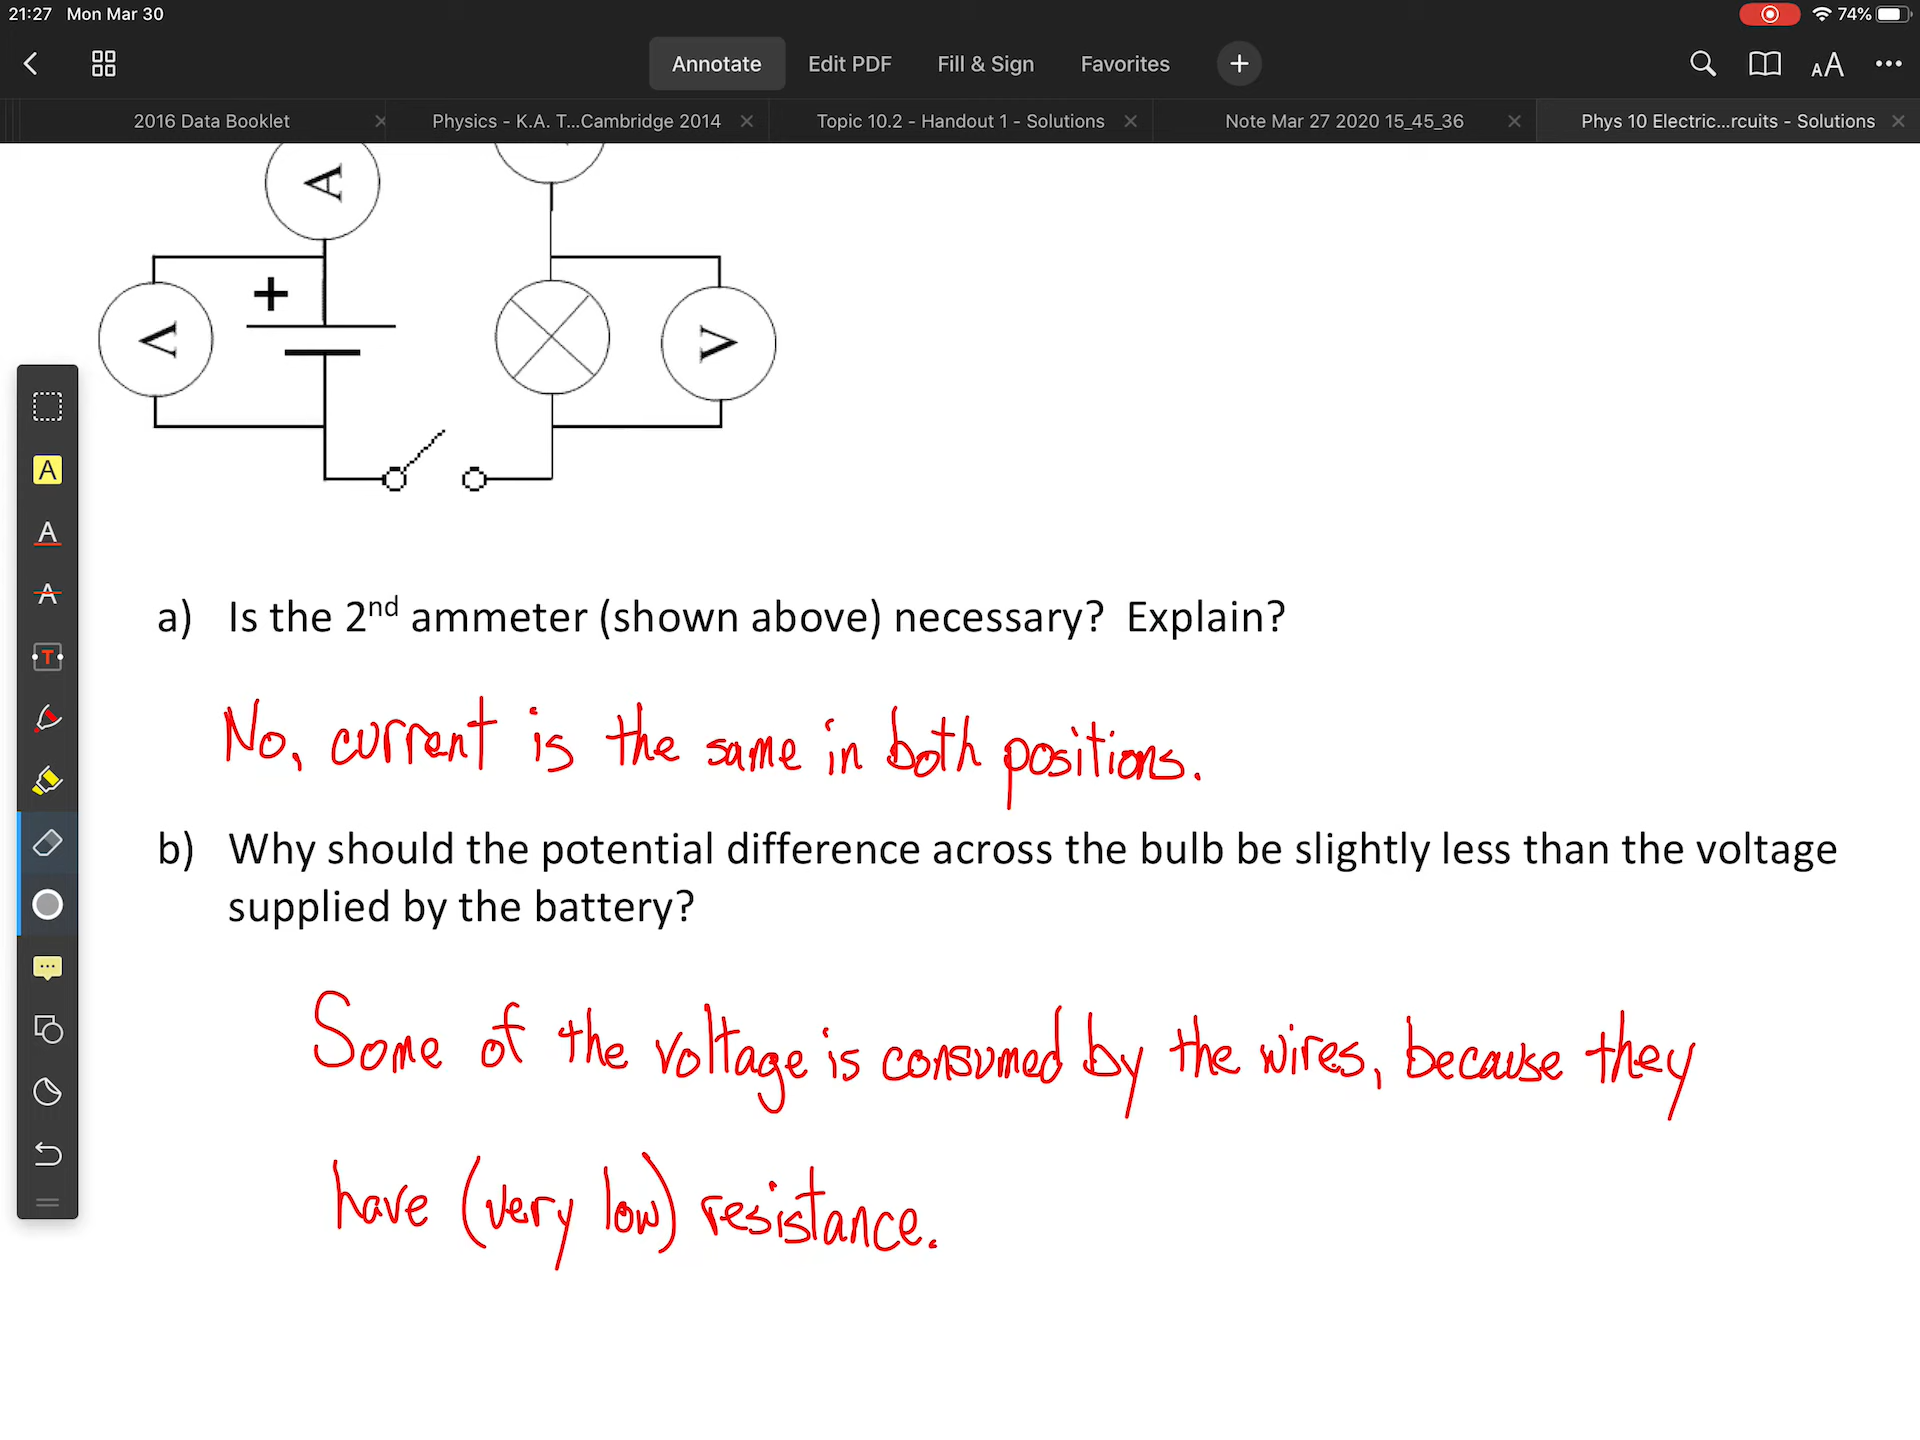 21:27 Mon Mar 30
74%
Annotate Edit PDF Fill & Sign Favorites
AA
2016 Data Booklet
Physics - K.A. T...Cambridge 2014
Topic 10.2 - Handout 1 - Solutions
Note Mar 27 2020 15_45_36
Phys 10 Electric...rcuits - Solutions
A
V
+
V
A
A
A
T
a) Is the 2nd ammeter (shown above) necessary? Explain?
No, current is the same in both positions.
b) Why should the potential difference across the bulb be slightly less than the voltage
supplied by the battery?
Some of the voltage is consumed by the wires, because they
have (very low) resistance.